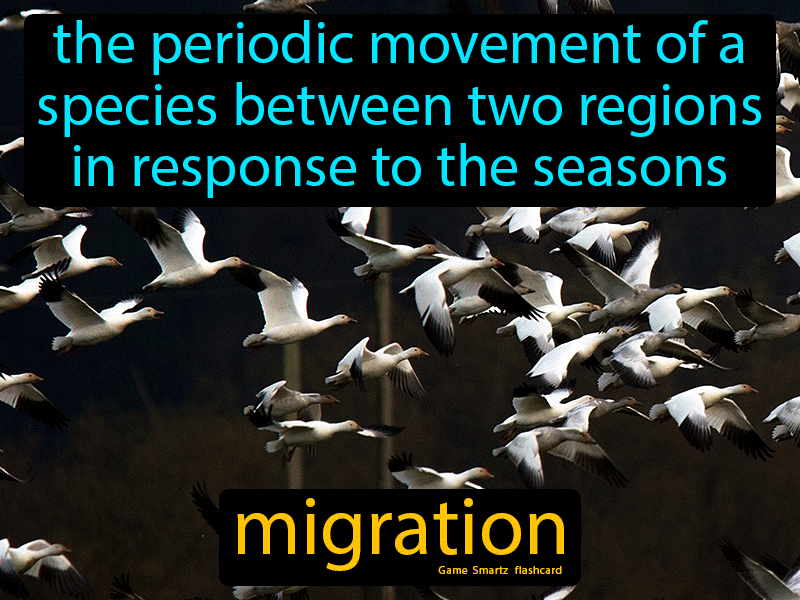 the periodic movement of a
species between two regions
in response to the seasons
migration
Game Smartz flashcard